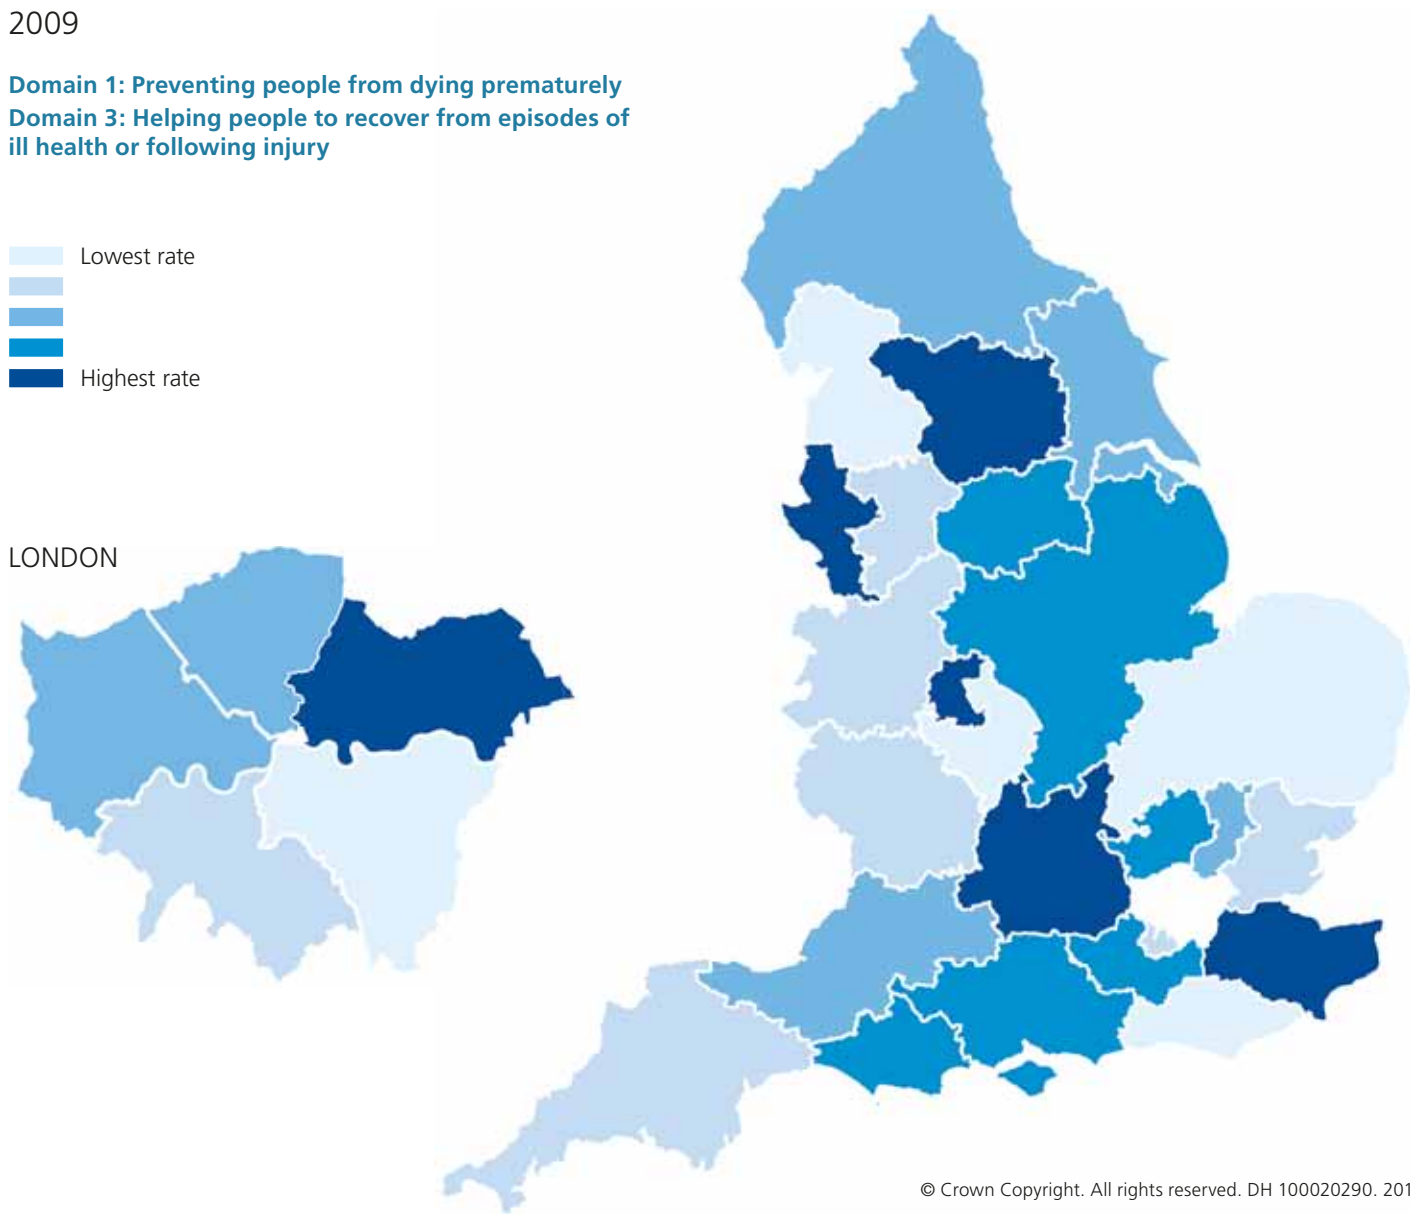 2009
Domain 1: Preventing people from dying prematurely
Domain 3: Helping people to recover from episodes of
ill health or following injury
Lowest rate
Highest rate
LONDON
© Crown Copyright. All rights reserved. DH 100020290. 201